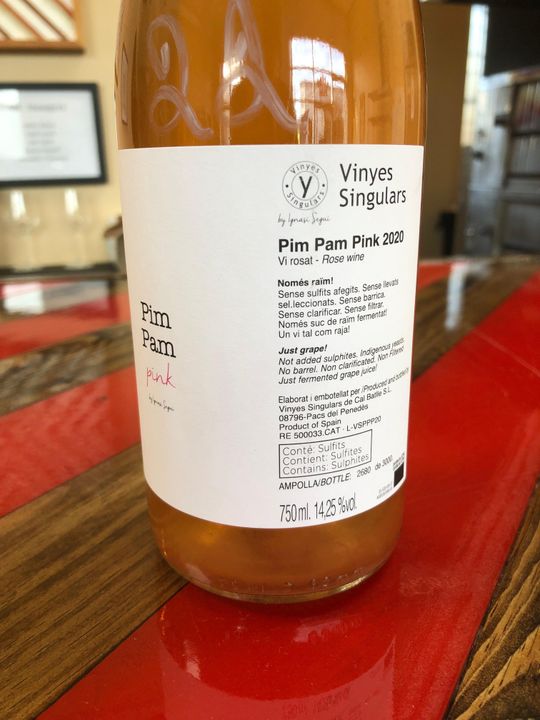 22
Vinyes
Y
Singulars
by Ignasi Seguí
Vinyes
Singulars
Pim Pam Pink 2020
Vi rosat - Rose wine
Només raïm!
Sense sulfits afegits. Sense llevats
sel.leccionats. Sense barrica.
Sense clarificar. Sense filtrar.
Només suc de raïm fermentat!
Un vi tal com raja!
Just grape!
Not added sulphites. Indigenous yeasts.
No barrel. Non clarificated. Non Filtered
Just fermented grape juice!
Elaborat i embotellat per /Produced and bottled by
Vinyes Singulars de Cal Batlle S.L.
08796-Pacs del Penedès
Product of Spain
RE 500033.CAT · L-VSPPP20
Conté: Sulfits
Contient: Sulfites
Contains: Sulphites
AMPOLLA/BOTTLE: 2680 de 3000
750ml. 14,25 %vol.
Pim
Pam
pink
by Ignasi Seguí